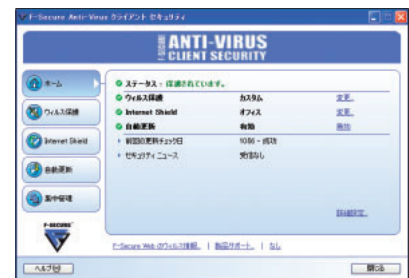 F-Secure Anti-Virus クライアント セキュリティ
ANTI-VIRUS
CLIENT SECURITY
ホーム
ウィルス保護
Internet Shield
自動更新
集中管理
F-SECURE
ステータス : 保護されています。
ウィルス保護 カスタム 変更...
Internet Shield オフィス 変更...
自動更新 有効 無効
前回の更新チェック日 10:56 - 成功
セキュリティ ニュース 受信なし
詳細設定...
F-Secure Web のウィルス情報... | 製品サポート... | なし
ヘルプ(H)
閉じる